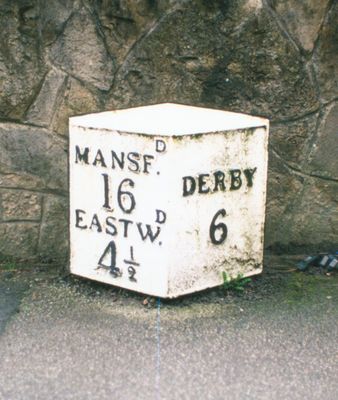 MANSF.D
16
EASTW.D
4½
DERBY
6